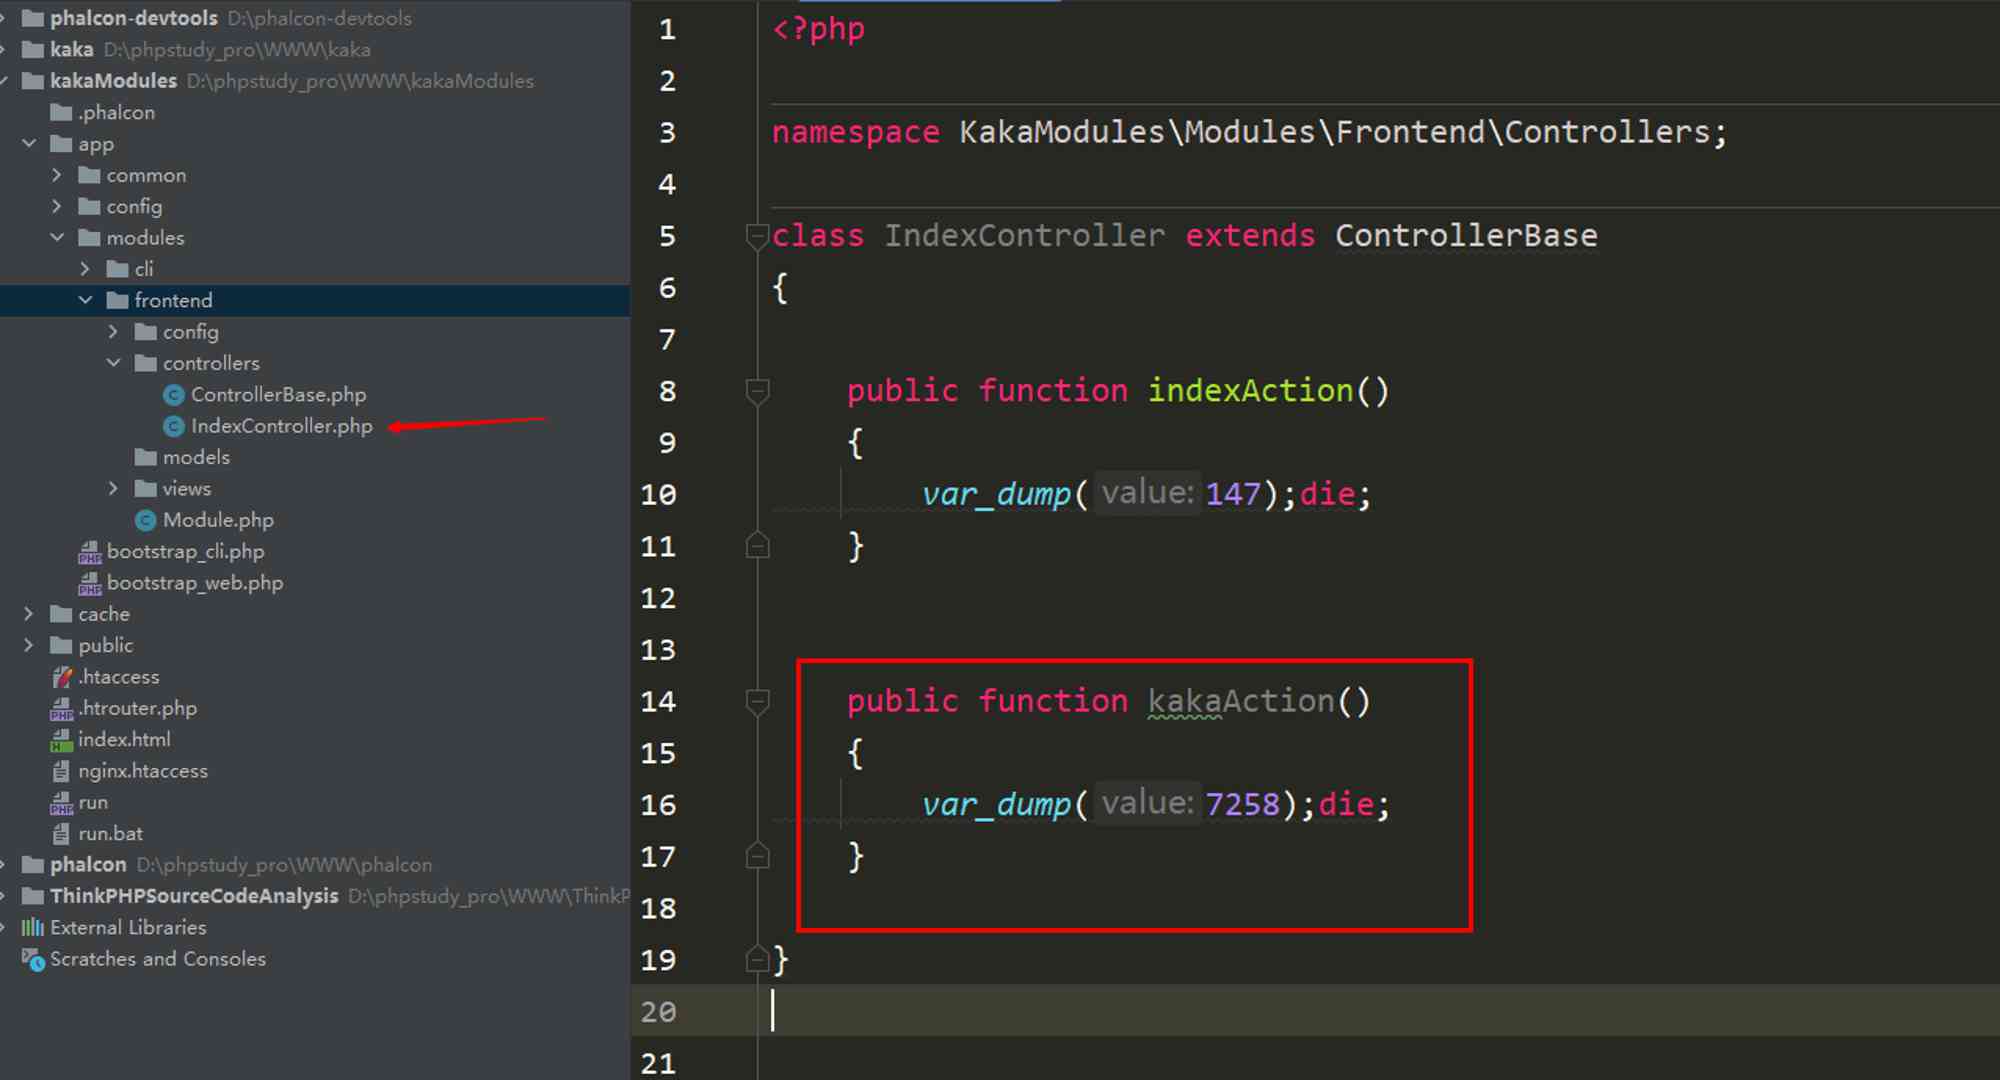 phalcon-devtools D:\phalcon-devtools
kaka D:\phpstudy_pro\WWW\kaka
kakaModules D:\phpstudy_pro\WWW\kakaModules
.phalcon
app
common
config
modules
cli
frontend
config
controllers
ControllerBase.php
IndexController.php
models
views
Module.php
bootstrap_cli.php
bootstrap_web.php
cache
public
.htaccess
.htrouter.php
index.html
nginx.htaccess
run
run.bat
phalcon D:\phpstudy_pro\WWW\phalcon
ThinkPHPSourceCodeAnalysis D:\phpstudy_pro\WWW\ThinkP
External Libraries
Scratches and Consoles
1 <?php
2
3 namespace KakaModules\Modules\Frontend\Controllers;
4
5 class IndexController extends ControllerBase
6 {
7
8 public function indexAction()
9 {
10 var_dump( value: 147);die;
11 }
12
13
14 public function kakaAction()
15 {
16 var_dump( value: 7258);die;
17 }
18
19 }
20
21